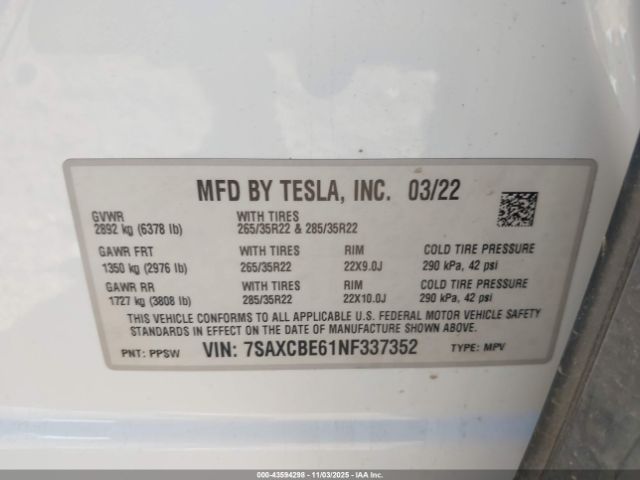 MFD BY TESLA, INC. 03/22
GVWR WITH TIRES
2892 kg (6378 lb) 265/35R22 & 285/35R22
GAWR FRT WITH TIRES RIM COLD TIRE PRESSURE
1350 kg (2976 lb) 265/35R22 22X9.0J 290 kPa, 42 psi
GAWR RR WITH TIRES RIM COLD TIRE PRESSURE
1727 kg (3808 lb) 285/35R22 22X10.0J 290 kPa, 42 psi
THIS VEHICLE CONFORMS TO ALL APPLICABLE U.S. FEDERAL MOTOR VEHICLE SAFETY
STANDARDS IN EFFECT ON THE DATE OF MANUFACTURE SHOWN ABOVE.
PNT: PPSW VIN: 7SAXCBE61NF337352 TYPE: MPV
000-43594298 - 11/03/2025 - IAAI.COM